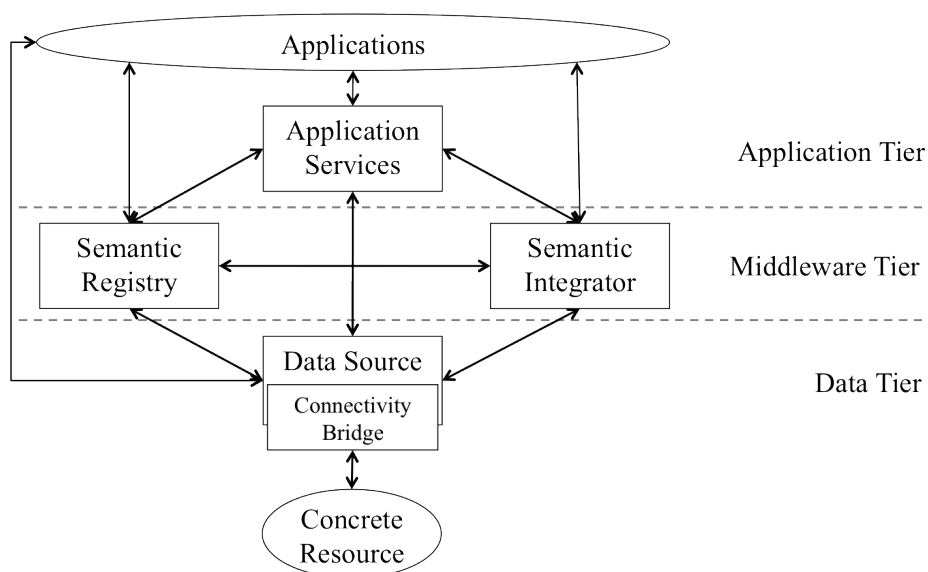 Applications
Application
Services
Application Tier
Semantic
Registry
Semantic
Integrator
Middleware Tier
Data Source
Connectivity
Bridge
Data Tier
Concrete
Resource